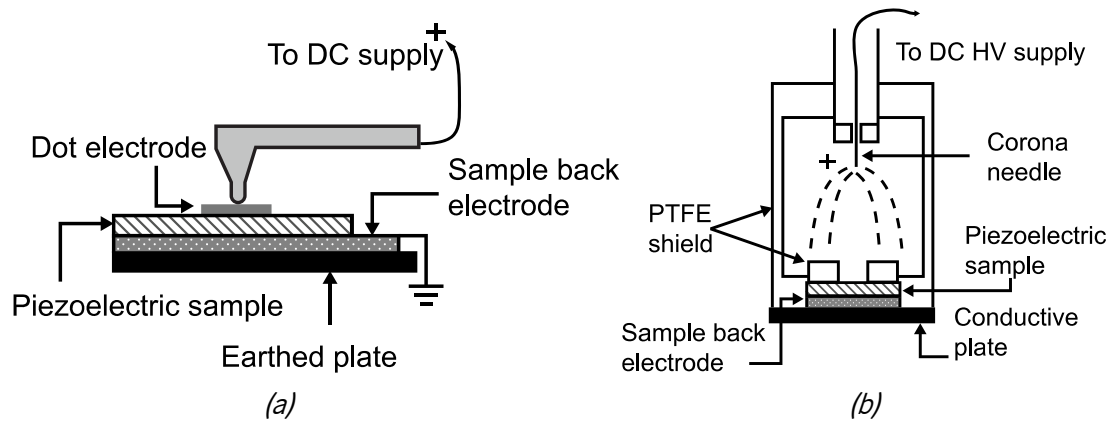 +
To DC supply
Dot electrode
Sample back
electrode
Piezoelectric sample
Earthed plate
(a)
To DC HV supply
+
Corona
needle
PTFE
shield
Piezoelectric
sample
Sample back
electrode
Conductive
plate
(b)